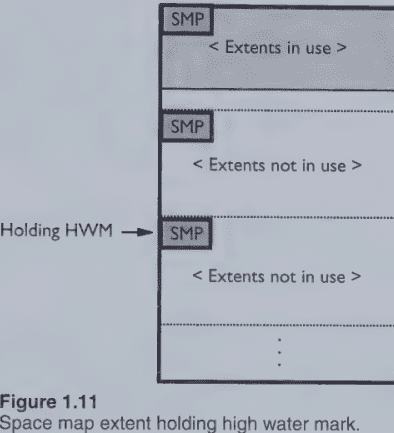 SMP
< Extents in use >
SMP
< Extents not in use >
Holding HWM
SMP
< Extents not in use >
Figure 1.11
Space map extent holding high water mark.